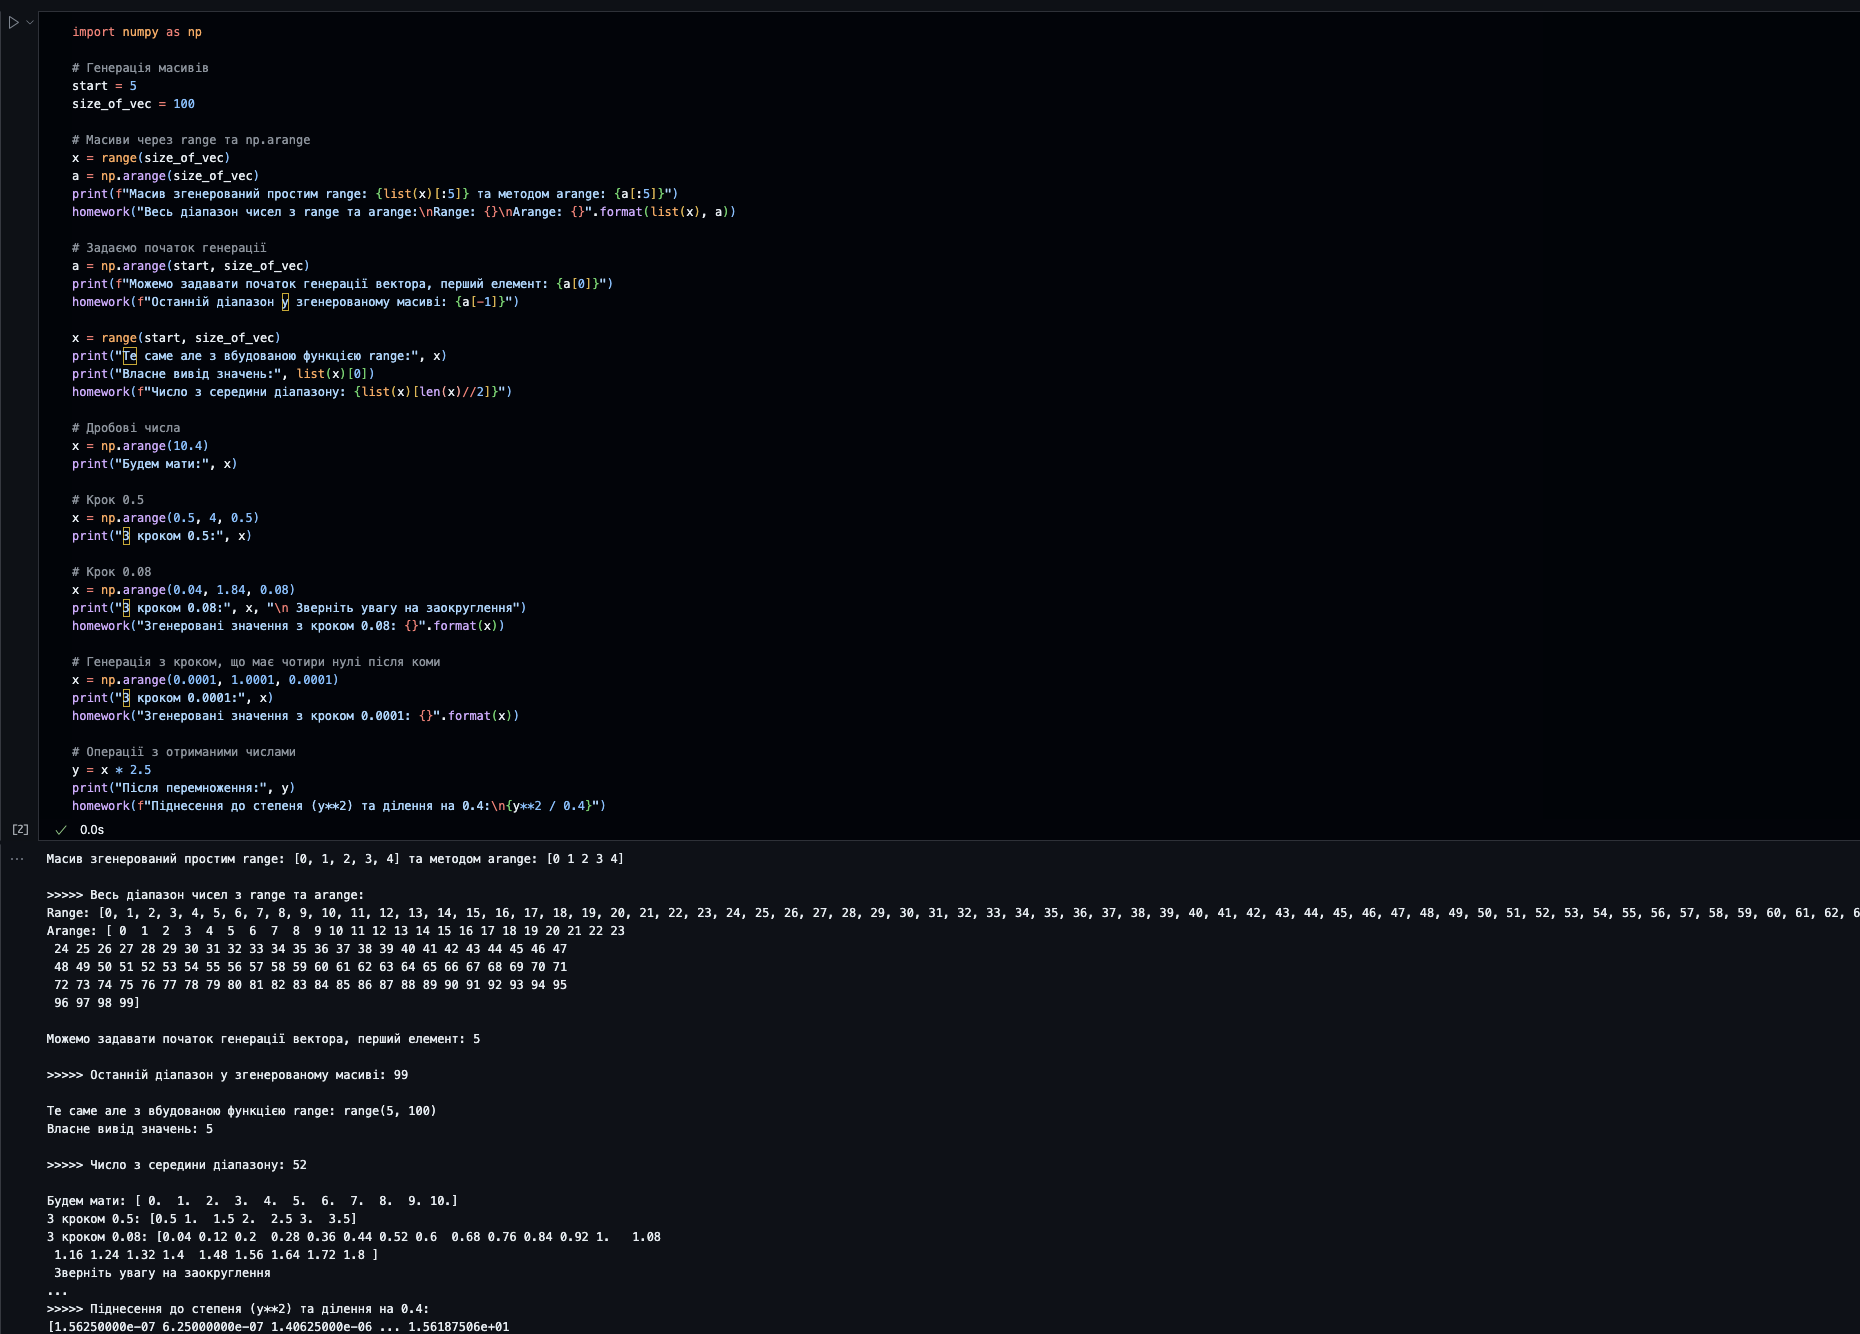 import numpy as np
# Генерація масивів
start = 5
size_of_vec = 100
# Масиви через range та np.arange
x = range(size_of_vec)
a = np.arange(size_of_vec)
print(f"Масив згенерований простим range: {list(x)[:5]} та методом arange: {a[:5]}")
homework("Весь діапазон чисел з range та arange:\nRange: {}\nArange: {}".format(list(x), a))
# Задаємо початок генерації
a = np.arange(start, size_of_vec)
print(f"Можемо задавати початок генерації вектора, перший елемент: {a[0]}")
homework(f"Останній діапазон у згенерованому масиві: {a[-1]}")
x = range(start, size_of_vec)
print("Те саме але з вбудованою функцією range:", x)
print("Власне вивід значень:", list(x)[0])
homework(f"Число з середини діапазону: {list(x)[len(x)//2]}")
# Дробові числа
x = np.arange(10.4)
print("Будем мати:", x)
# Крок 0.5
x = np.arange(0.5, 4, 0.5)
print("З кроком 0.5:", x)
# Крок 0.08
x = np.arange(0.04, 1.84, 0.08)
print("З кроком 0.08:", x, "\n Зверніть увагу на заокруглення")
homework("Згенеровані значення з кроком 0.08: {}".format(x))
# Генерація з кроком, що має чотири нулі після коми
x = np.arange(0.0001, 1.0001, 0.0001)
print("З кроком 0.0001:", x)
homework("Згенеровані значення з кроком 0.0001: {}".format(x))
# Операції з отриманими числами
y = x * 2.5
print("Після перемноження:", y)
homework(f"Піднесення до степеня (y**2) та ділення на 0.4:\n{y**2 / 0.4}")
[2] ✓ 0.0s
... Масив згенерований простим range: [0, 1, 2, 3, 4] та методом arange: [0 1 2 3 4]
>>>>> Весь діапазон чисел з range та arange:
Range: [0, 1, 2, 3, 4, 5, 6, 7, 8, 9, 10, 11, 12, 13, 14, 15, 16, 17, 18, 19, 20, 21, 22, 23, 24, 25, 26, 27, 28, 29, 30, 31, 32, 33, 34, 35, 36, 37, 38, 39, 40, 41, 42, 43, 44, 45, 46, 47, 48, 49, 50, 51, 52, 53, 54, 55, 56, 57, 58, 59, 60, 61, 62, 6
Arange: [ 0  1  2  3  4  5  6  7  8  9 10 11 12 13 14 15 16 17 18 19 20 21 22 23
24 25 26 27 28 29 30 31 32 33 34 35 36 37 38 39 40 41 42 43 44 45 46 47
48 49 50 51 52 53 54 55 56 57 58 59 60 61 62 63 64 65 66 67 68 69 70 71
72 73 74 75 76 77 78 79 80 81 82 83 84 85 86 87 88 89 90 91 92 93 94 95
96 97 98 99]
Можемо задавати початок генерації вектора, перший елемент: 5
>>>>> Останній діапазон у згенерованому масиві: 99
Те саме але з вбудованою функцією range: range(5, 100)
Власне вивід значень: 5
>>>>> Число з середини діапазону: 52
Будем мати: [ 0.  1.  2.  3.  4.  5.  6.  7.  8.  9. 10.]
З кроком 0.5: [0.5 1.  1.5 2.  2.5 3.  3.5]
З кроком 0.08: [0.04 0.12 0.2  0.28 0.36 0.44 0.52 0.6  0.68 0.76 0.84 0.92 1.   1.08
1.16 1.24 1.32 1.4  1.48 1.56 1.64 1.72 1.8 ]
Зверніть увагу на заокруглення
...
>>>>> Піднесення до степеня (y**2) та ділення на 0.4:
[1.56250000e-07 6.25000000e-07 1.40625000e-06 ... 1.56187506e+01